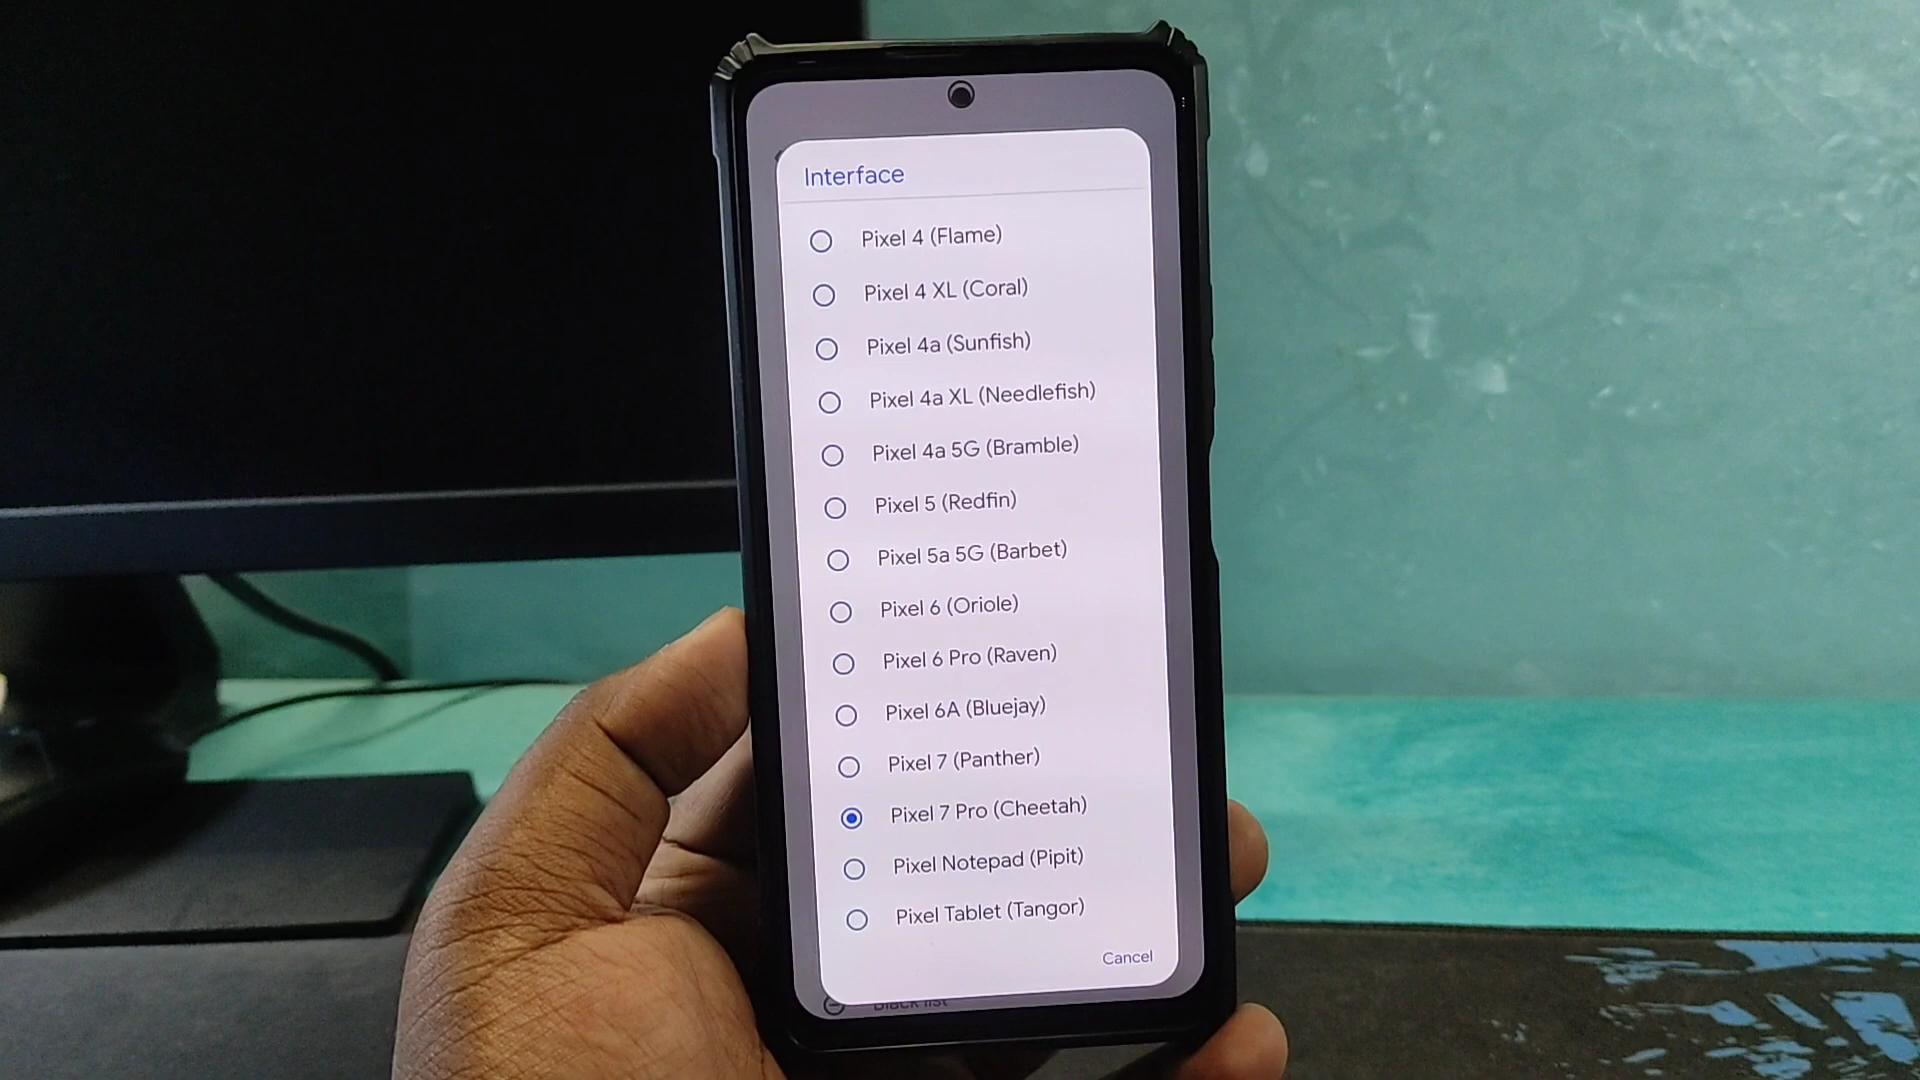 Interface
Pixel 4 (Flame)
Pixel 4 XL (Coral)
Pixel 4a (Sunfish)
Pixel 4a XL (Needlefish)
Pixel 4a 5G (Bramble)
Pixel 5 (Redfin)
Pixel 5a 5G (Barbet)
Pixel 6 (Oriole)
Pixel 6 Pro (Raven)
Pixel 6A (Bluejay)
Pixel 7 (Panther)
Pixel 7 Pro (Cheetah)
Pixel Notepad (Pipit)
Pixel Tablet (Tangor)
Cancel
Black list